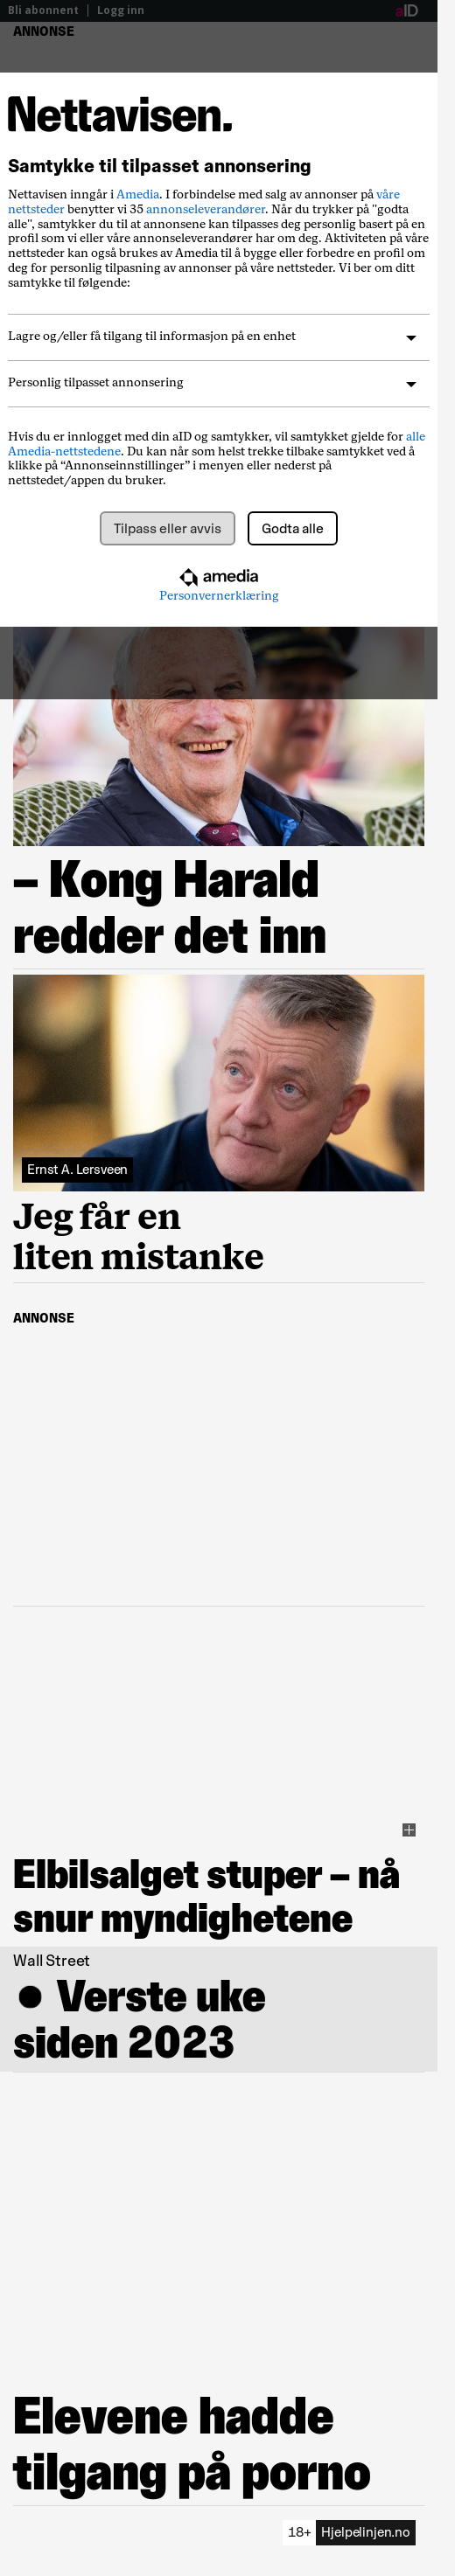 Bli abonnent | Logg inn
aID
ANNONSE
Nettavisen.
Samtykke til tilpasset annonsering
Nettavisen inngår i Amedia. I forbindelse med salg av annonser på våre
nettsteder benytter vi 35 annonseleverandører. Når du trykker på "godta
alle", samtykker du til at annonsene kan tilpasses deg personlig basert på en
profil som vi eller våre annonseleverandører har om deg. Aktiviteten på våre
nettsteder kan også brukes av Amedia til å bygge eller forbedre en profil om
deg for personlig tilpasning av annonser på våre nettsteder. Vi ber om ditt
samtykke til følgende:
Lagre og/eller få tilgang til informasjon på en enhet
Personlig tilpasset annonsering
Hvis du er innlogget med din aID og samtykker, vil samtykket gjelde for alle
Amedia-nettstedene. Du kan når som helst trekke tilbake samtykket ved å
klikke på “Annonseinnstillinger” i menyen eller nederst på
nettstedet/appen du bruker.
Tilpass eller avvis
Godta alle
amedia
Personvernerklæring
– Kong Harald
redder det inn
Ernst A. Lersveen
Jeg får en
liten mistanke
ANNONSE
Elbilsalget stuper – nå
snur myndighetene
Wall Street
● Verste uke
siden 2023
Elevene hadde
tilgang på porno
18+ Hjelpelinjen.no